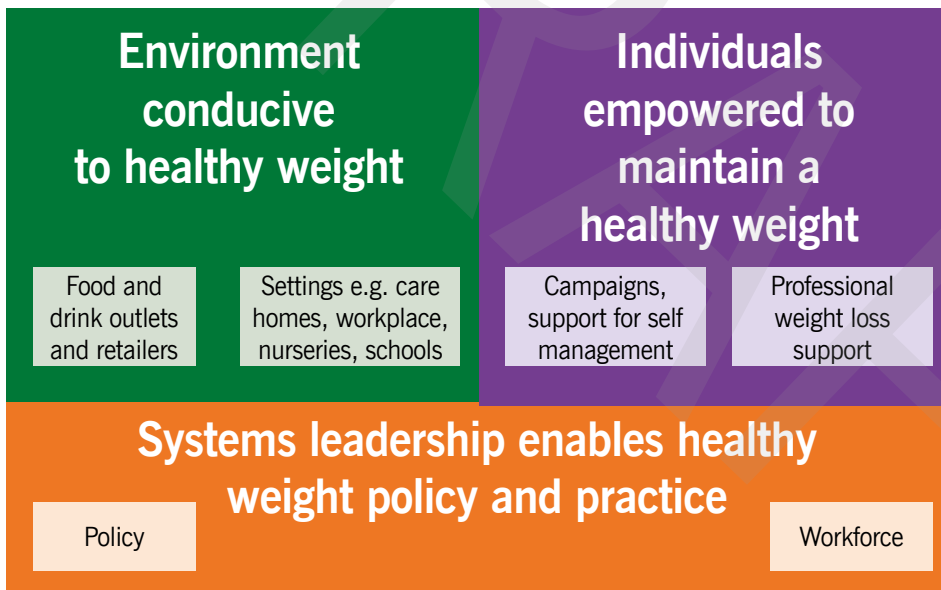 Environment
conducive
to healthy weight
Food and
drink outlets
and retailers
Settings e.g. care
homes, workplace,
nurseries, schools
Individuals
empowered to
maintain a
healthy weight
Campaigns,
support for self
management
Professional
weight loss
support
Systems leadership enables healthy
weight policy and practice
Policy
Workforce